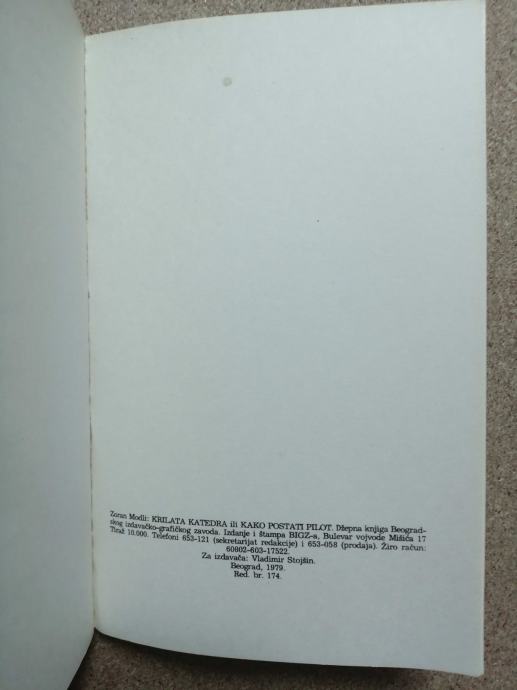 Zoran Modli: KRILATA KATEDRA ili KAKO POSTATI PILOT. Džepna knjiga Beograd-
skog izdavačko-grafičkog zavoda. Izdanje i štampa BIGZ-a, Bulevar vojvode Mišića 17
Tiraž 10.000. Telefoni 653-121 (sekretarijat redakcije) i 653-058 (prodaja). Žiro račun:
60802-603-17522.
Za izdavača: Vladimir Stojšin.
Beograd, 1979.
Red. br. 174.